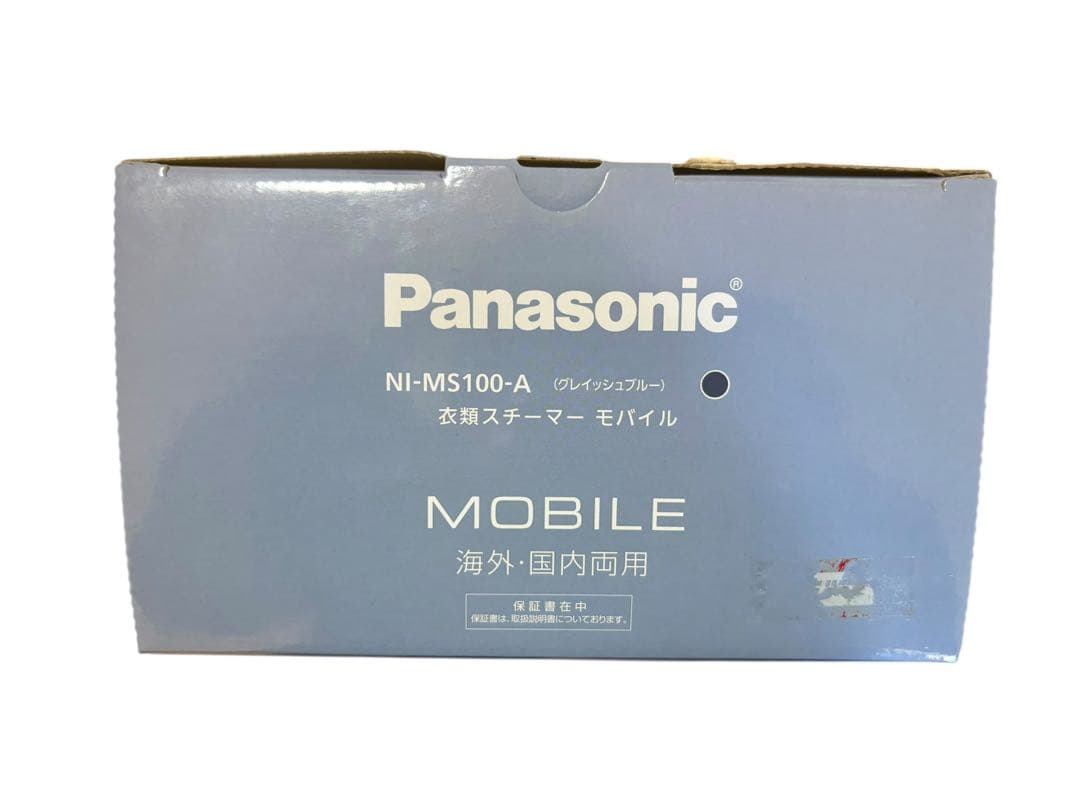 Panasonic®
NI-MS100-A （グレイッシュブルー）
衣類スチーマー モバイル
MOBILE
海外・国内両用
保証書在中
保証書は、取扱説明書についております。